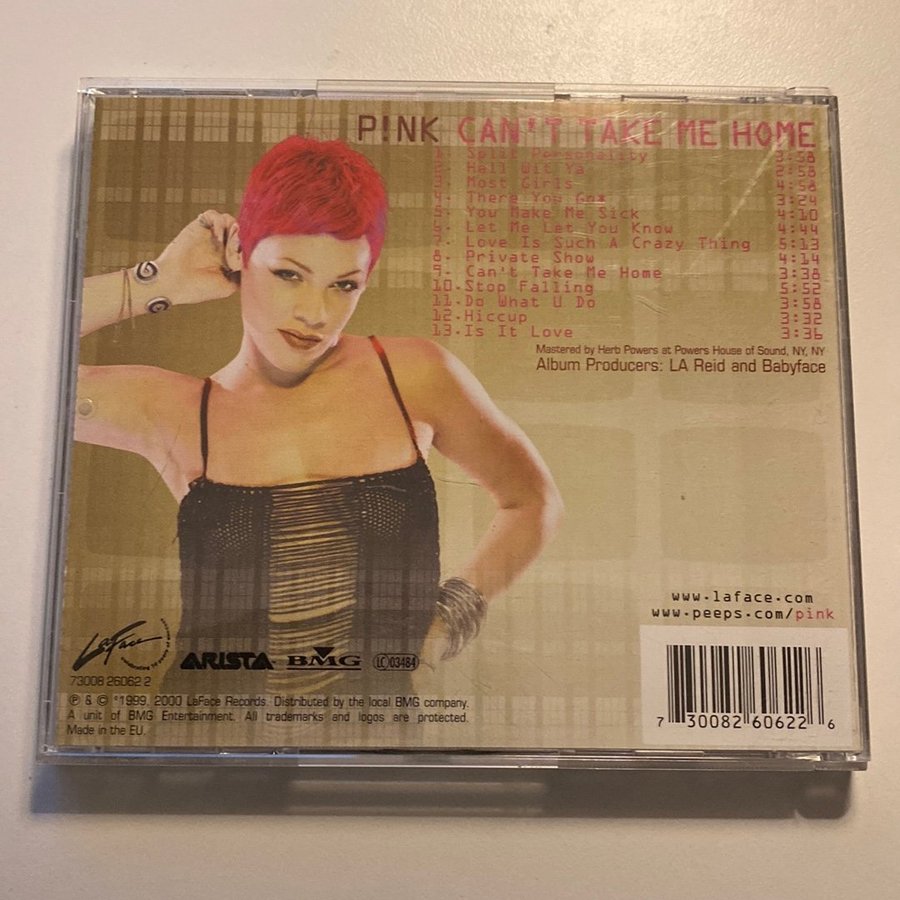 P!NK CAN'T TAKE ME HOME
1. Split Personality 3:58
2. Hell Wit Ya 2:58
3. Most Girls 4:58
4. There You Go* 3:24
5. You Make Me Sick 4:10
6. Let Me Let You Know 4:44
7. Love Is Such A Crazy Thing 5:13
8. Private Show 4:14
9. Can't Take Me Home 3:38
10.Stop Falling 5:52
11.Do What U Do 3:58
12.Hiccup 3:32
13.Is It Love 3:36
Mastered by Herb Powers at Powers House of Sound, NY, NY
Album Producers: LA Reid and Babyface
www.laface.com
www.peeps.com/pink
LaFace
ARISTA BMG LC 03484
73008 26062 2
℗ & © *1999, 2000 LaFace Records. Distributed by the local BMG company.
A unit of BMG Entertainment. All trademarks and logos are protected.
Made in the EU.
7 30082 60622 6